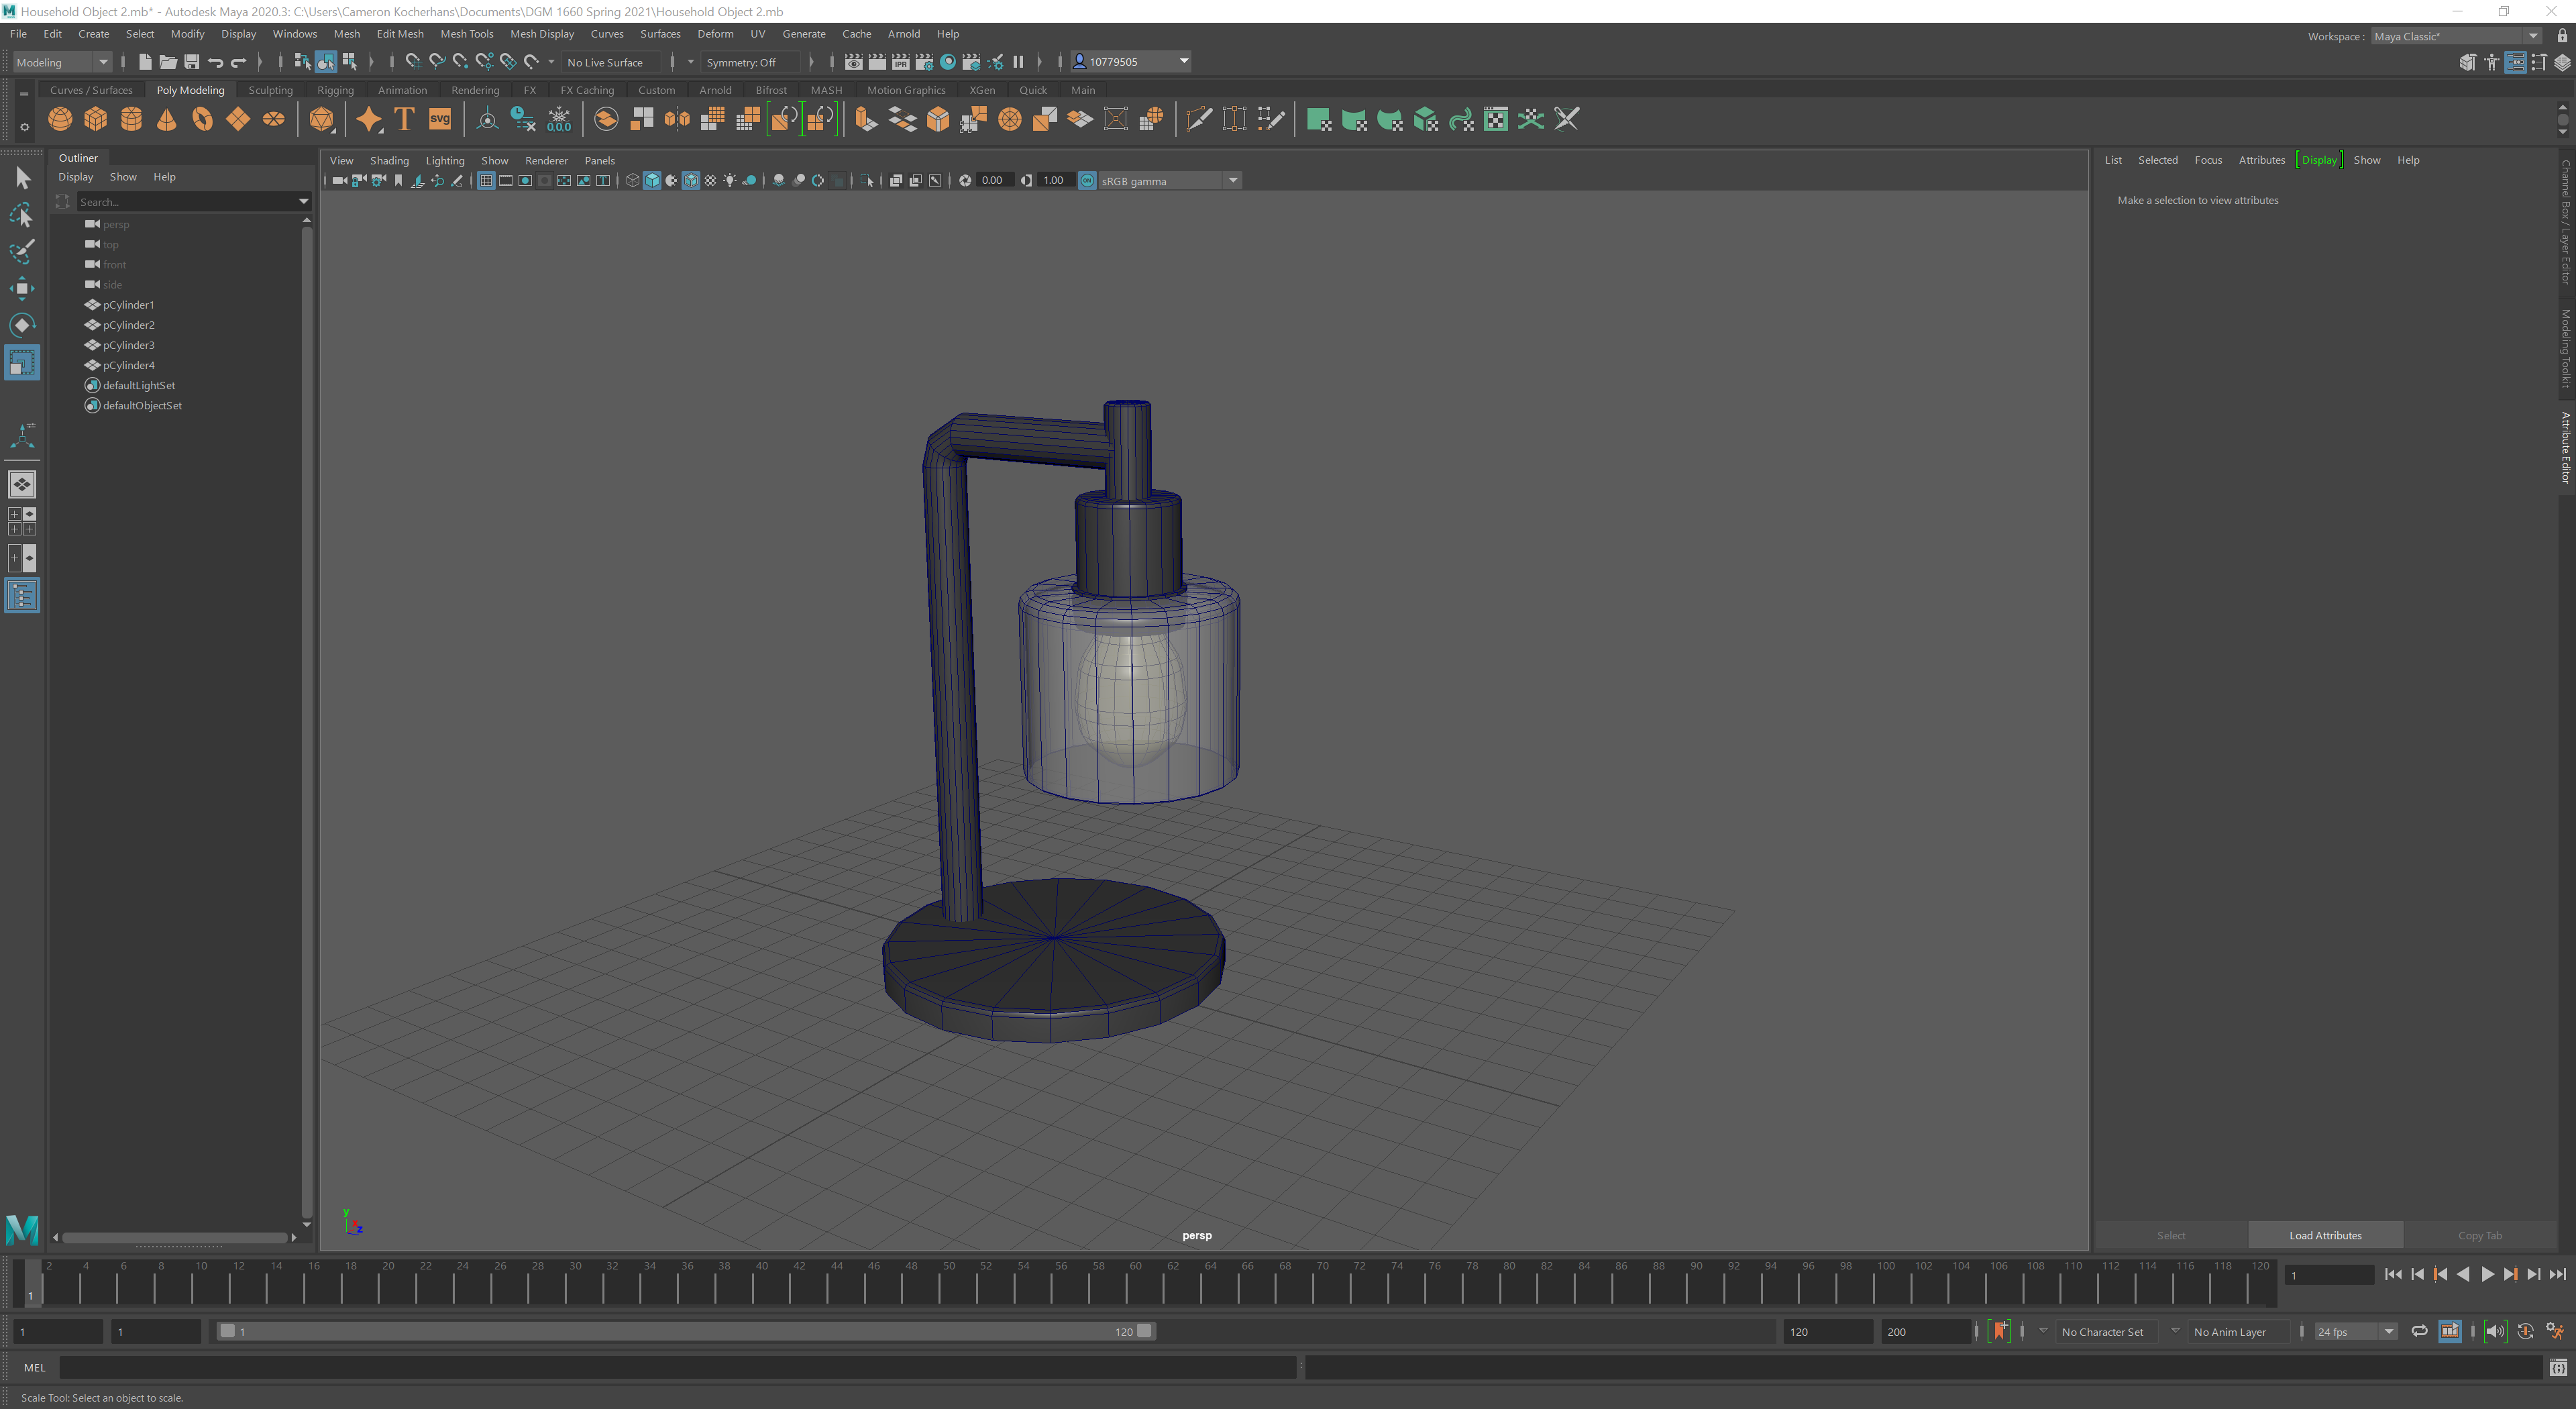 Household Object 2.mb* - Autodesk Maya 2020.3: C:\Users\Cameron Kocherhans\Documents\DGM 1660 Spring 2021\Household Object 2.mb
File Edit Create Select Modify Display Windows Mesh Edit Mesh Mesh Tools Mesh Display Curves Surfaces Deform UV Generate Cache Arnold Help
Workspace : Maya Classic*
Modeling No Live Surface Symmetry: Off IPR 10779505
Curves / Surfaces Poly Modeling Sculpting Rigging Animation Rendering FX FX Caching Custom Arnold Bifrost MASH Motion Graphics XGen Quick Main
T svg 0,0,0
Outliner
Display Show Help
Search...
persp
top
front
side
pCylinder1
pCylinder2
pCylinder3
pCylinder4
defaultLightSet
defaultObjectSet
View Shading Lighting Show Renderer Panels
0.00 1.00 ON sRGB gamma
y
z
persp
List Selected Focus Attributes Display Show Help
Make a selection to view attributes
Channel Box / Layer Editor
Modeling Toolkit
Attribute Editor
Select Load Attributes Copy Tab
2 4 6 8 10 12 14 16 18 20 22 24 26 28 30 32 34 36 38 40 42 44 46 48 50 52 54 56 58 60 62 64 66 68 70 72 74 76 78 80 82 84 86 88 90 92 94 96 98 100 102 104 106 108 110 112 114 116 118 120
1
1
1 1 1 120 120 200 No Character Set No Anim Layer 24 fps
MEL
Scale Tool: Select an object to scale.